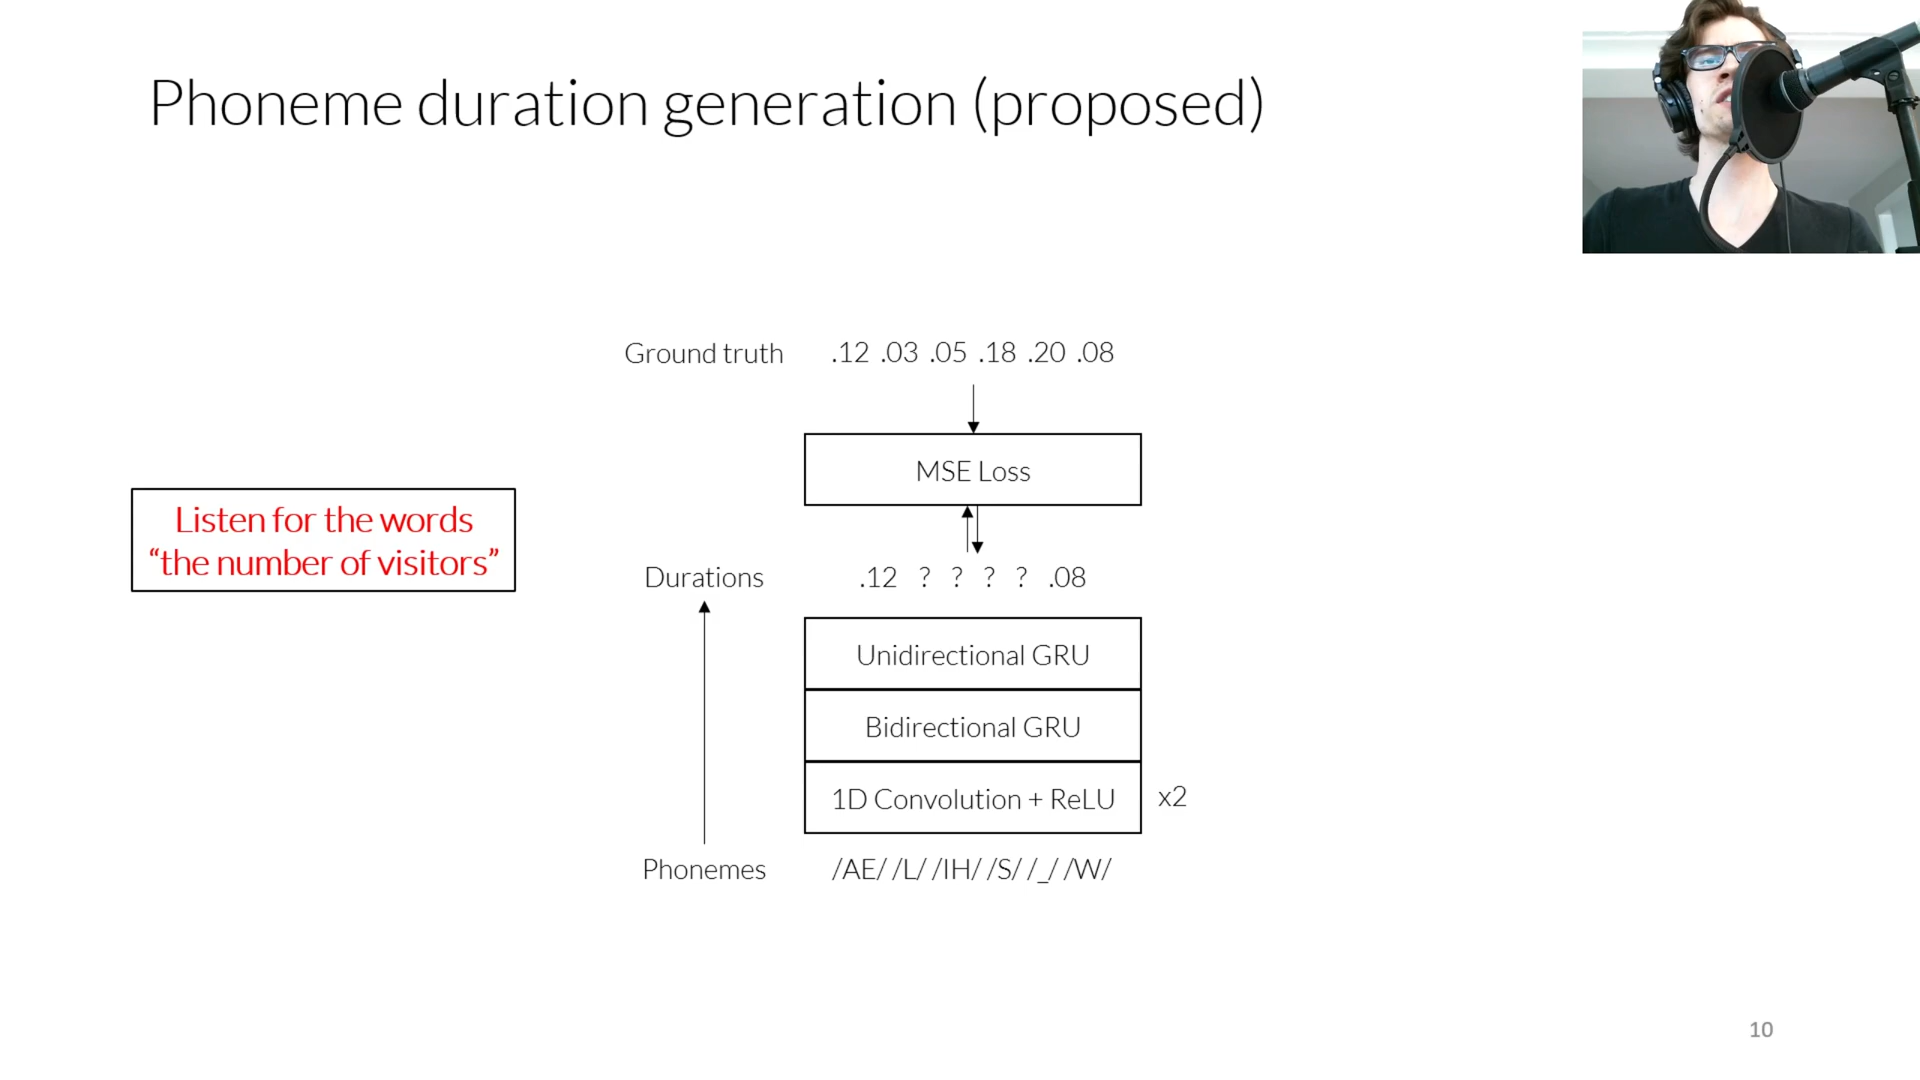 Phoneme duration generation (proposed)
Ground truth .12 .03 .05 .18 .20 .08
MSE Loss
Listen for the words
“the number of visitors”
Durations .12 ? ? ? ? .08
Unidirectional GRU
Bidirectional GRU
1D Convolution + ReLU x2
Phonemes /AE/ /L/ /IH/ /S/ /_/ /W/
10